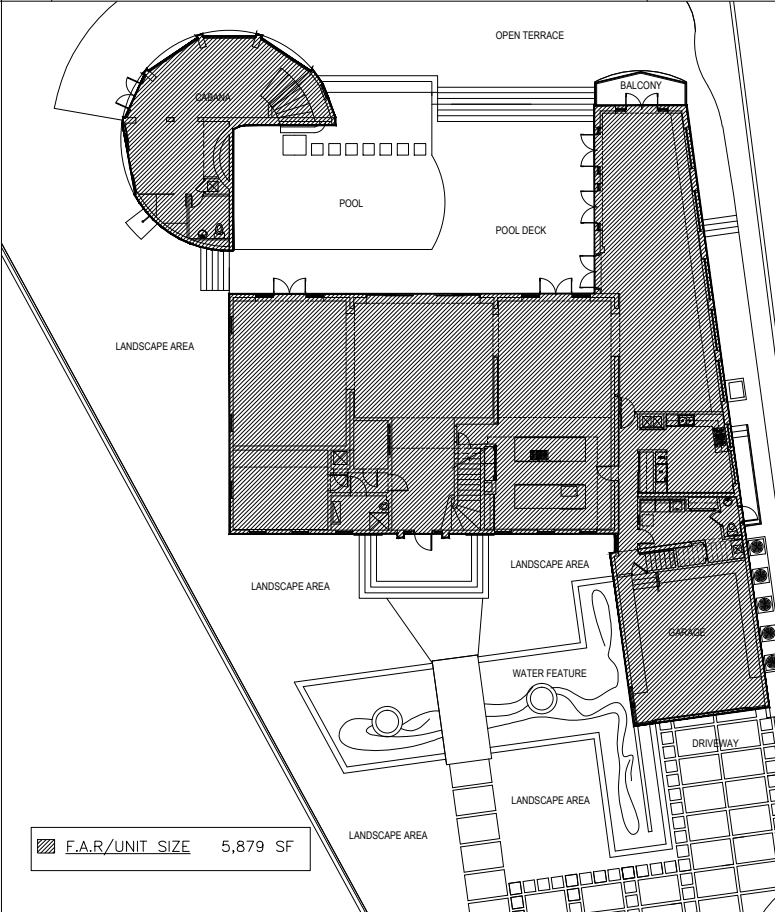 OPEN TERRACE
BALCONY
CABANA
POOL
POOL DECK
LANDSCAPE AREA
LANDSCAPE AREA
LANDSCAPE AREA
GARAGE
WATER FEATURE
DRIVEWAY
LANDSCAPE AREA
LANDSCAPE AREA
F.A.R/UNIT SIZE 5,879 SF